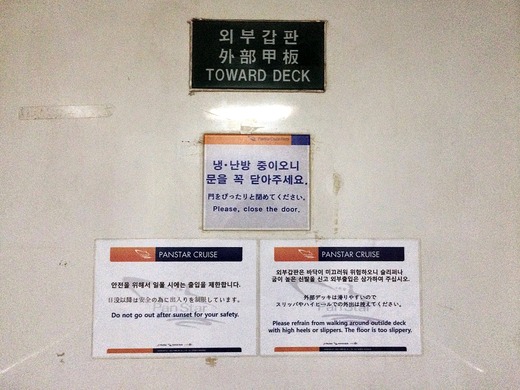 외부갑판
外部甲板
TOWARD DECK
냉·난방 중이오니
문을 꼭 닫아주세요.
門をぴったりと閉めてください。
Please, close the door.
PANSTAR CRUISE
안전을 위해서 일몰 시에는 출입을 제한합니다.
日没以降は安全の為に出入りを制限しています。
Do not go out after sunset for your safety.
PanStar
PANSTAR CRUISE
외부갑판은 바닥이 미끄러워 위험하오니 슬리퍼나
굽이 높은 신발을 신고 외부출입은 삼가하여 주십시오.
外部デッキは滑りやすいので
スリッパやハイヒールでの外出は控えてください。
PanStar
Please refrain from walking around outside deck
with high heels or slippers. The floor is too slippery.